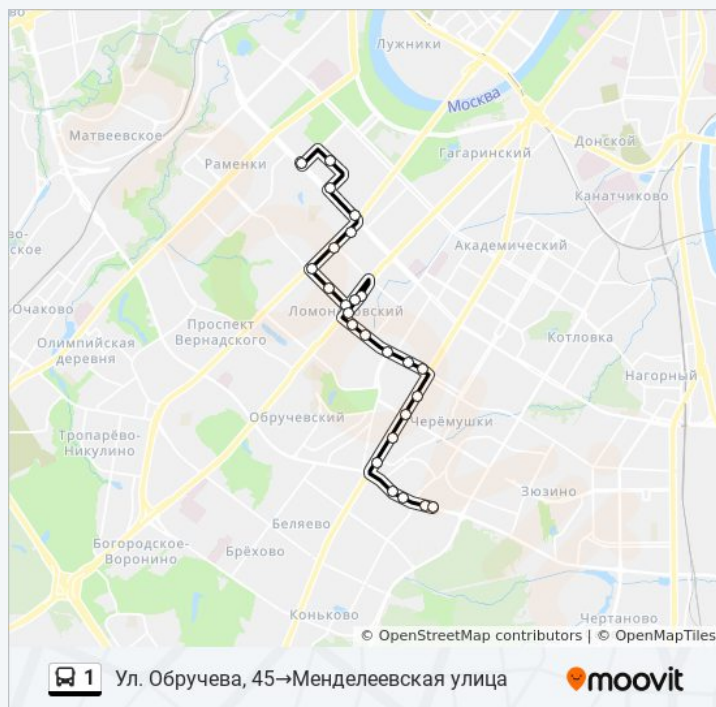 Лужники
Москва
Матвеевское
Раменки
Гагаринский
Донской
Канатчиково
во-
ское
Академический
Очаково
Проспект
Вернадского
Ломоносовский
Олимпийская
деревня
Котловка
Нагорный
Обручевский
Черёмушки
Тропарёво-
Никулино
Зюзино
Беляево
Богородское-
Воронино
Брёхово
Коньково
Чертаново
© OpenStreetMap contributors | © OpenMapTiles
1 Ул. Обручева, 45→Менделеевская улица
moovit